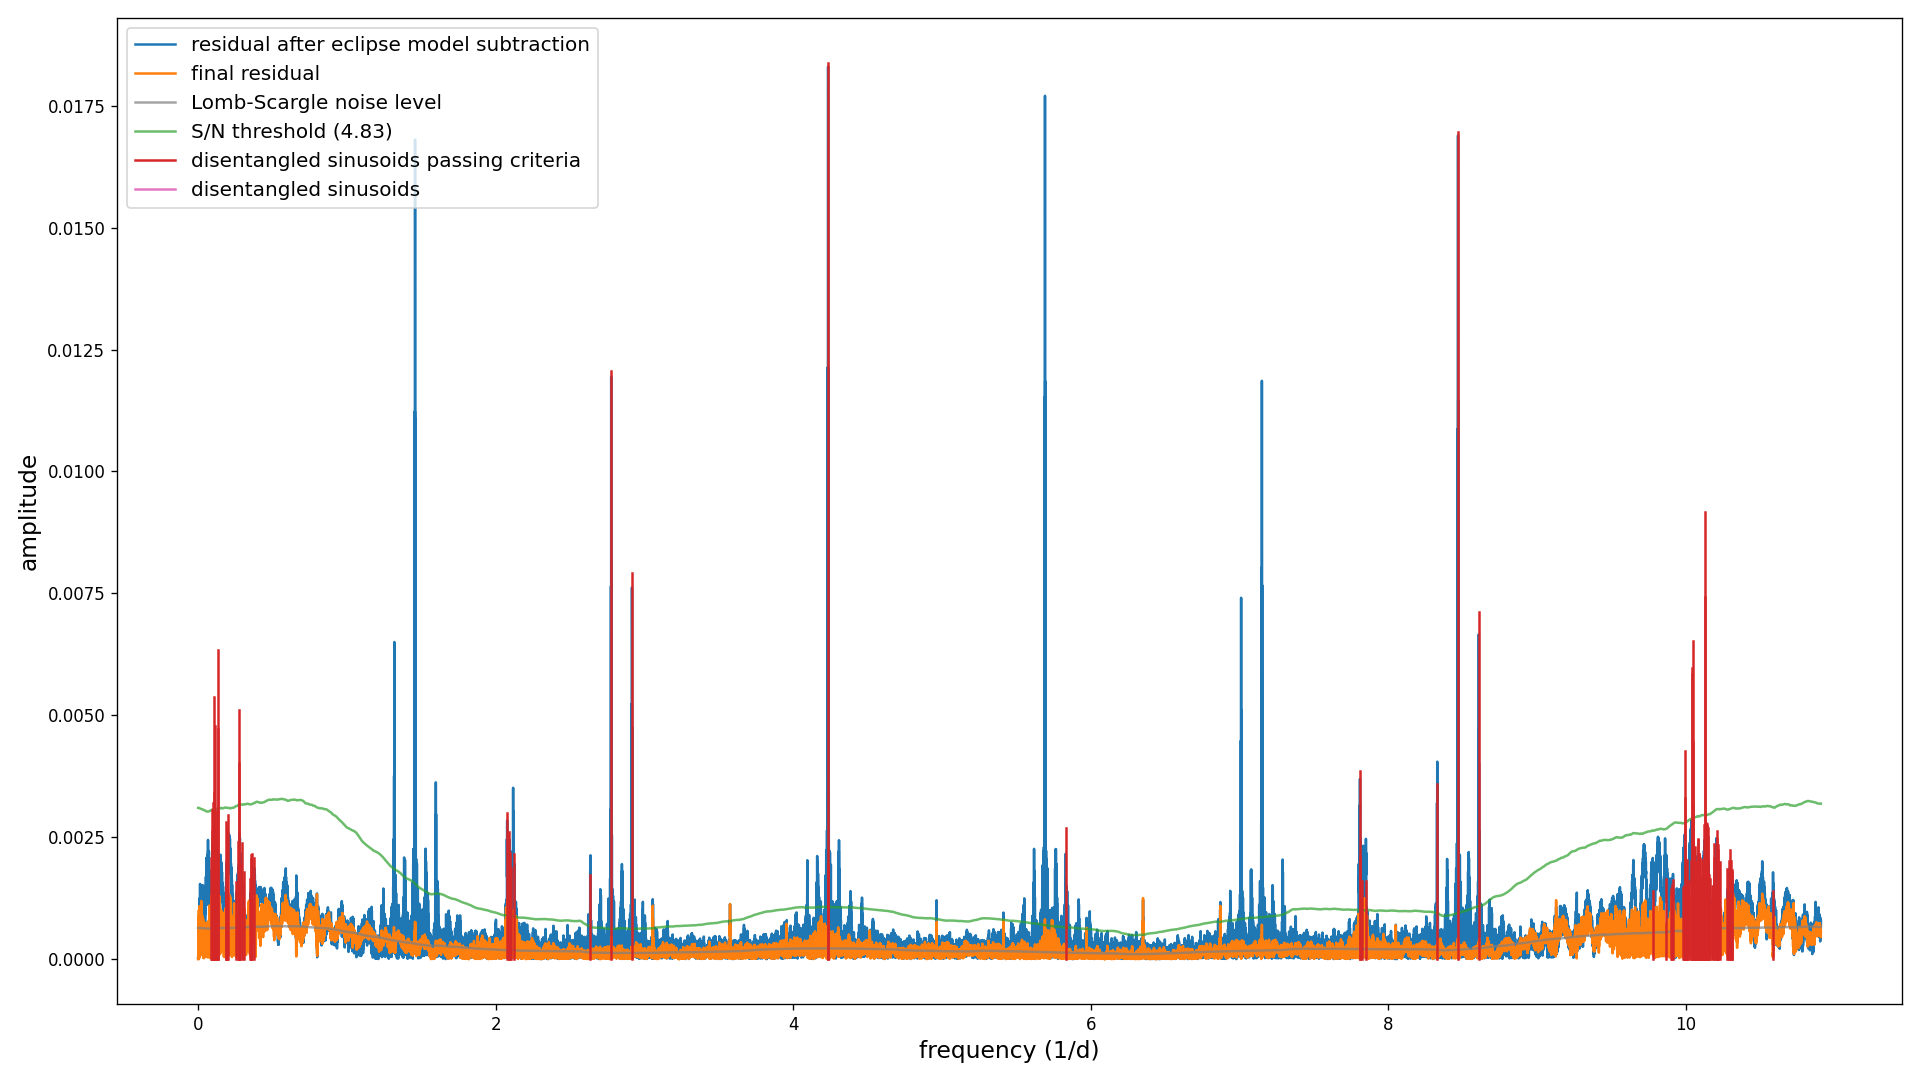 residual after eclipse model subtraction
final residual
Lomb-Scargle noise level
S/N threshold (4.83)
disentangled sinusoids passing criteria
disentangled sinusoids
0.0175
0.0150
0.0125
0.0100
0.0075
0.0050
0.0025
0.0000
amplitude
0 2 4 6 8 10
frequency (1/d)